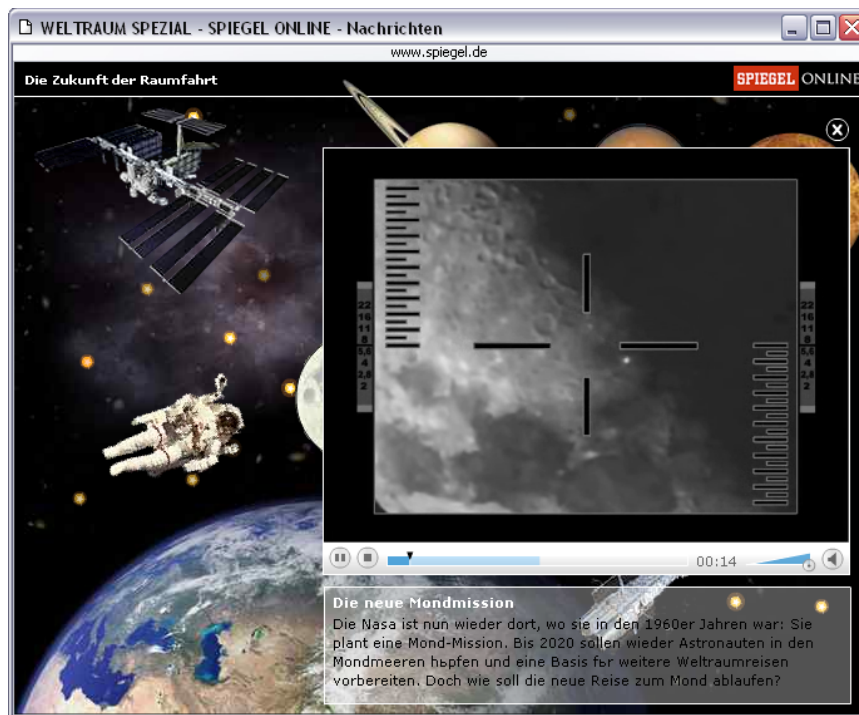 WELTRAUM SPEZIAL - SPIEGEL ONLINE - Nachrichten
www.spiegel.de
Die Zukunft der Raumfahrt
SPIEGEL ONLINE
22
16
11
8
5,6
4
2,8
2
22
16
11
8
5,6
4
2,8
2
00:14
Die neue Mondmission
Die Nasa ist nun wieder dort, wo sie in den 1960er Jahren war: Sie
plant eine Mond-Mission. Bis 2020 sollen wieder Astronauten in den
Mondmeeren hьpfen und eine Basis fьr weitere Weltraumreisen
vorbereiten. Doch wie soll die neue Reise zum Mond ablaufen?